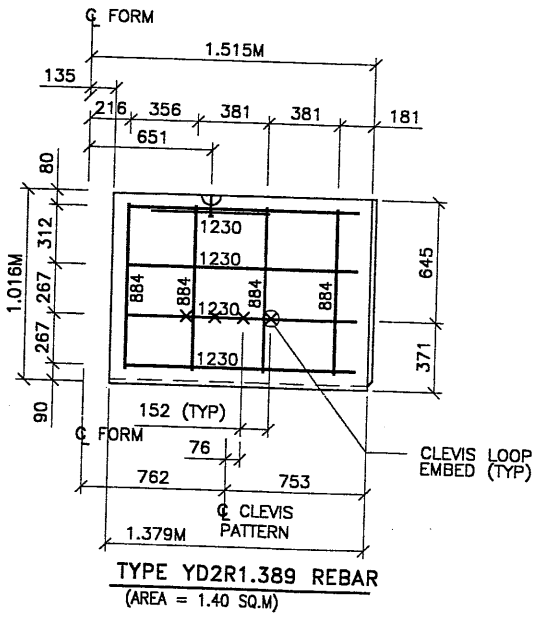 ℄ FORM
1.515M
135
216 356 381 381 181
651
80
312
267
267
90
1.016M
1230
1230
1230
1230
884
884
884
884
645
371
152 (TYP)
℄ FORM
76
762
753
CLEVIS LOOP
EMBED (TYP)
℄ CLEVIS
PATTERN
1.379M
TYPE YD2R1.389 REBAR
(AREA = 1.40 SQ.M)